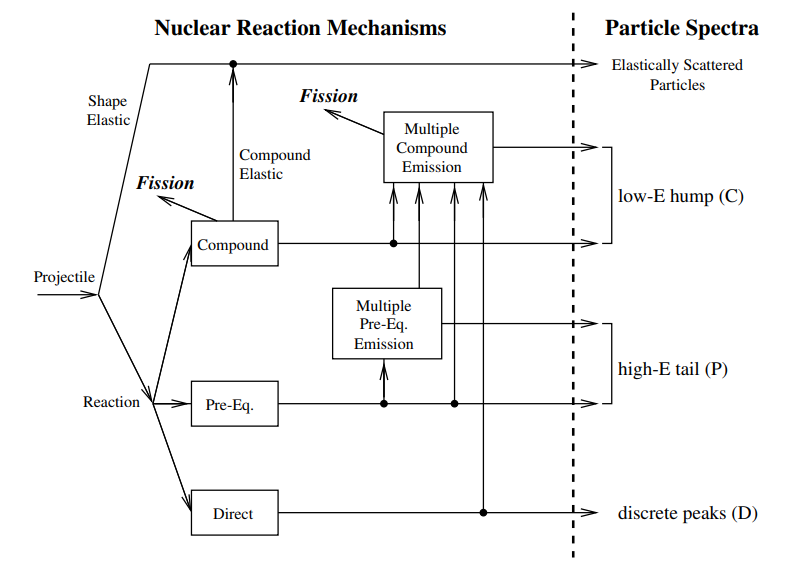 Nuclear Reaction Mechanisms
Particle Spectra
Elastically Scattered
Particles
Shape
Elastic
Fission
Multiple
Compound
Emission
Compound
Elastic
Fission
low-E hump (C)
Compound
Projectile
Multiple
Pre-Eq.
Emission
high-E tail (P)
Reaction
Pre-Eq.
Direct
discrete peaks (D)